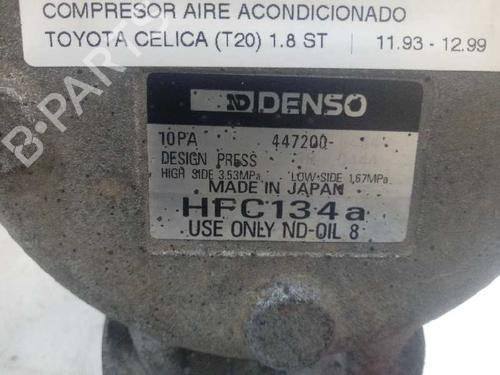 COMPRESOR AIRE ACONDICIONADO
TOYOTA CELICA (T20) 1.8 ST | 11.93 - 12.99
B-PARTS
ND DENSO
10PA 447200-
DESIGN PRESS
HIGH SIDE 3.53MPa LOW SIDE 1.67MPa
MADE IN JAPAN
HFC134a
USE ONLY ND-OIL 8